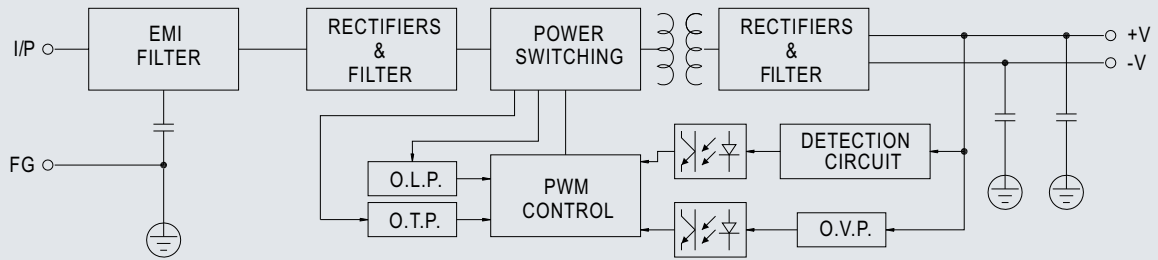 I/P
EMI
FILTER
RECTIFIERS
&
FILTER
POWER
SWITCHING
RECTIFIERS
&
FILTER
+V
-V
FG
O.L.P.
O.T.P.
PWM
CONTROL
DETECTION
CIRCUIT
O.V.P.